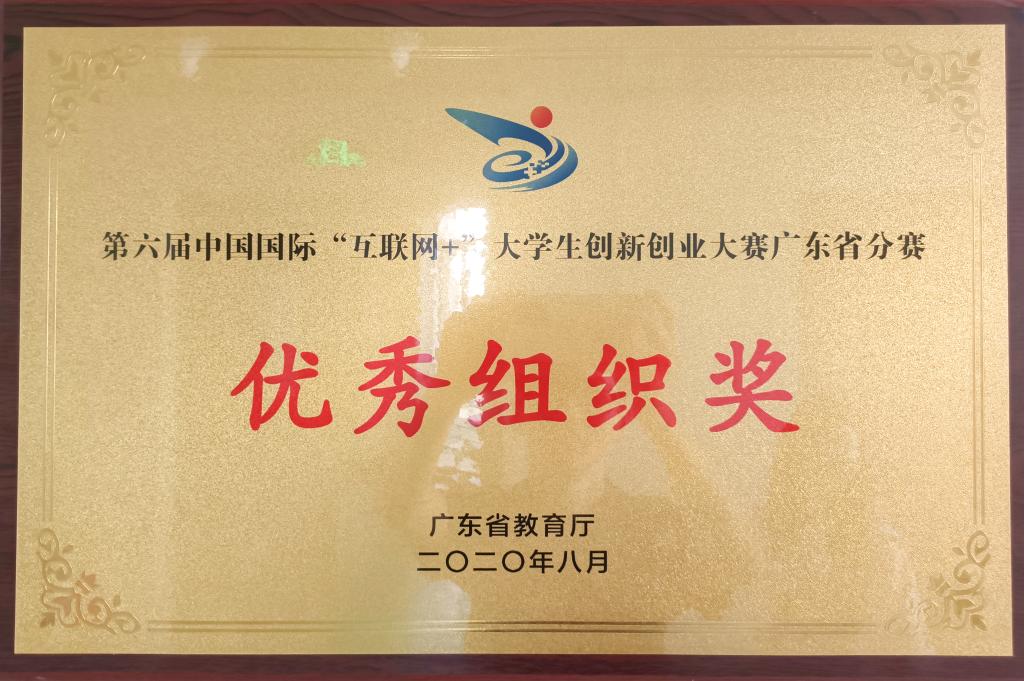 第六届中国国际“互联网+”大学生创新创业大赛广东省分赛
优秀组织奖
广东省教育厅
二〇二〇年八月